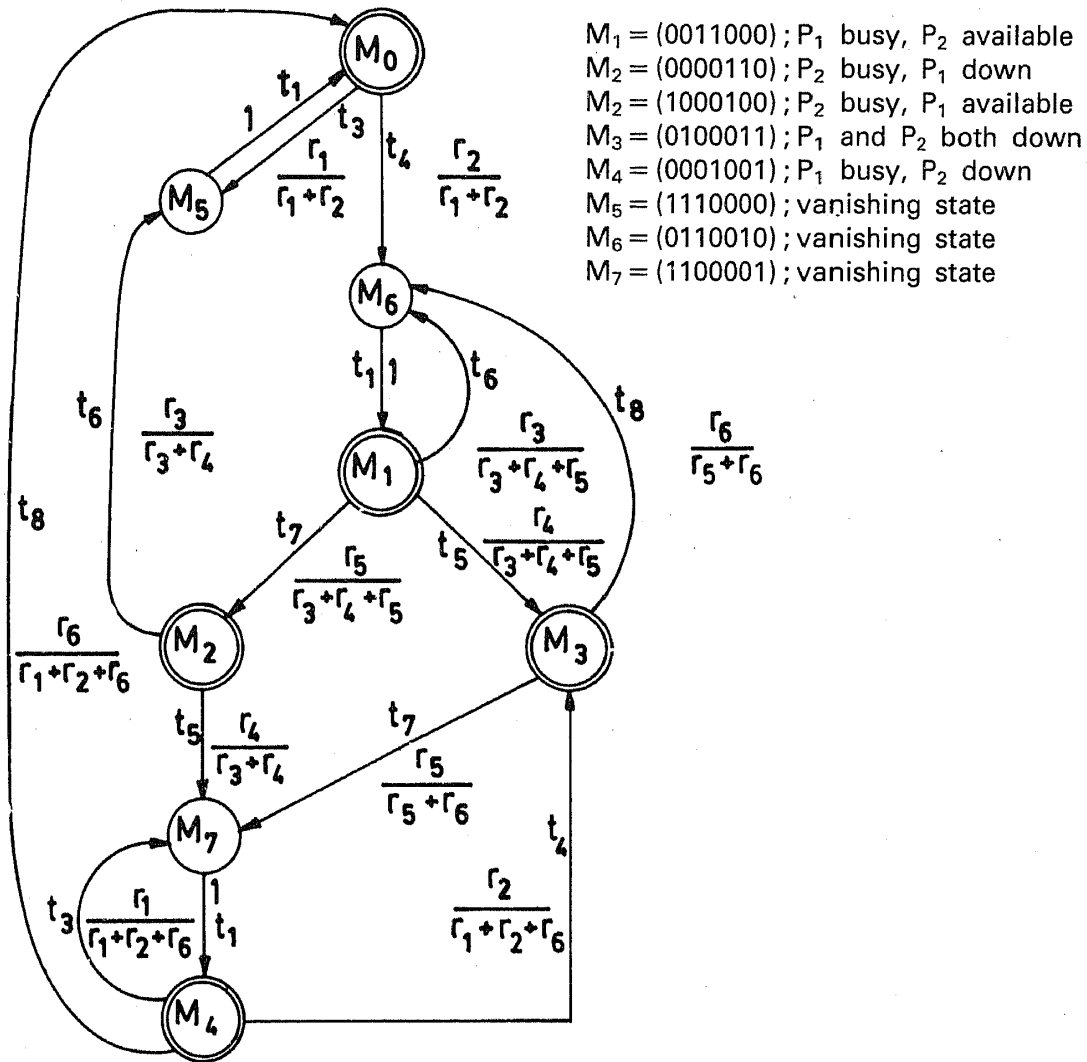 M₀
M₁ = (0011000) ; P₁ busy, P₂ available
M₂ = (0000110) ; P₂ busy, P₁ down
M₂ = (1000100) ; P₂ busy, P₁ available
M₃ = (0100011) ; P₁ and P₂ both down
M₄ = (0001001) ; P₁ busy, P₂ down
M₅ = (1110000) ; vanishing state
M₆ = (0110010) ; vanishing state
M₇ = (1100001) ; vanishing state
1 t₁
t₃
r₁/(r₁+r₂)
t₄
r₂/(r₁+r₂)
M₅
M₆
t₁ 1
t₆
r₃/(r₃+r₄+r₅)
t₈
r₆/(r₅+r₆)
t₆
r₃/(r₃+r₄)
M₁
t₈
t₇
r₅/(r₃+r₄+r₅)
t₅
r₄/(r₃+r₄+r₅)
r₆/(r₁+r₂+r₆)
M₂
M₃
t₅
r₄/(r₃+r₄)
t₇
r₅/(r₅+r₆)
M₇
t₄
r₂/(r₁+r₂+r₆)
t₃
r₁/(r₁+r₂+r₆)
1
t₁
M₄